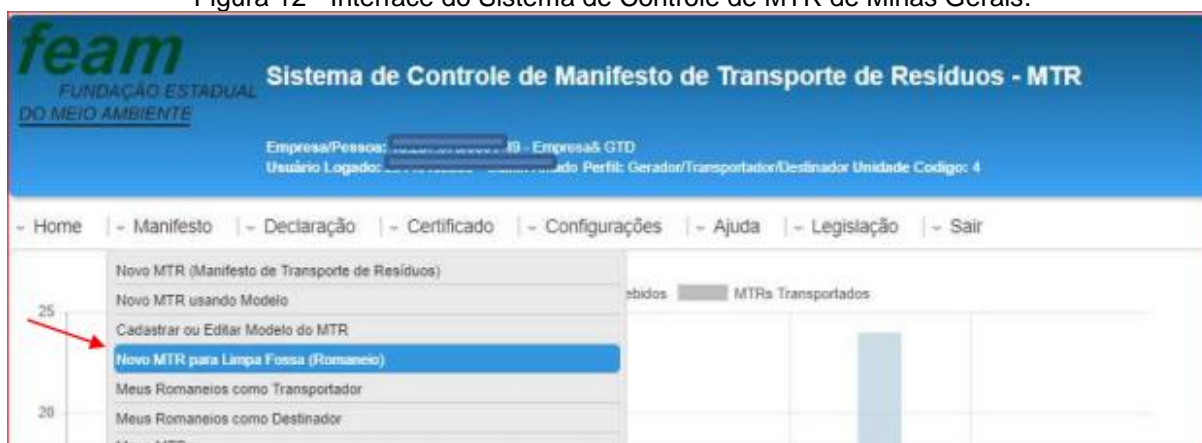 Figura 12 - Interface do Sistema de Controle de MTR de Minas Gerais.
feam
FUNDAÇÃO ESTADUAL
DO MEIO AMBIENTE
Sistema de Controle de Manifesto de Transporte de Resíduos - MTR
Empresa/Pessoa: - Empresa& GTD
Usuário Logado: Perfil: Gerador/Transportador/Destinador Unidade Codigo: 4
Home Manifesto Declaração Certificado Configurações Ajuda Legislação Sair
Novo MTR (Manifesto de Transporte de Resíduos)
Novo MTR usando Modelo
ebidos MTRs Transportados
25
Cadastrar ou Editar Modelo do MTR
Novo MTR para Limpa Fossa (Romaneio)
Meus Romaneios como Transportador
20
Meus Romaneios como Destinador